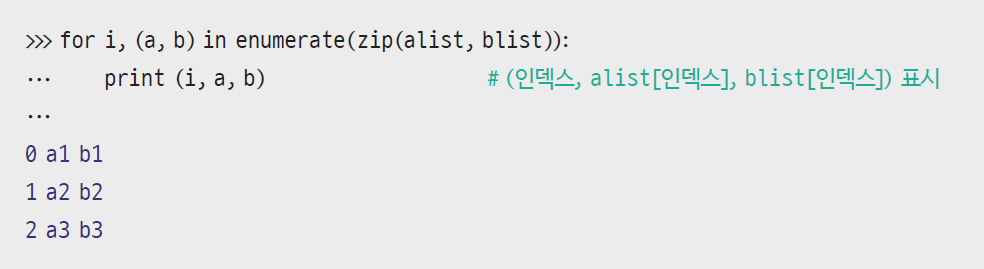 >>> for i, (a, b) in enumerate(zip(alist, blist)):
...     print (i, a, b)                # (인덱스, alist[인덱스], blist[인덱스]) 표시
...
0 a1 b1
1 a2 b2
2 a3 b3